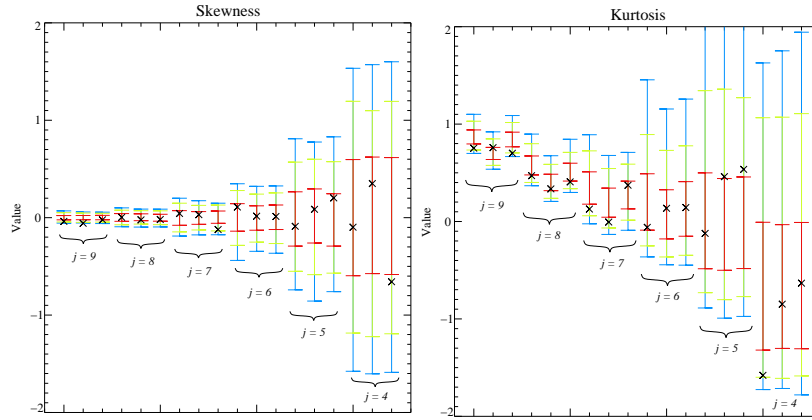 Skewness
2
1
0
−1
−2
Value
j = 9
j = 8
j = 7
j = 6
j = 5
j =4
Kurtosis
2
1
0
−1
−2
Value
j = 9
j = 8
j = 7
j = 6
j = 5
j =4